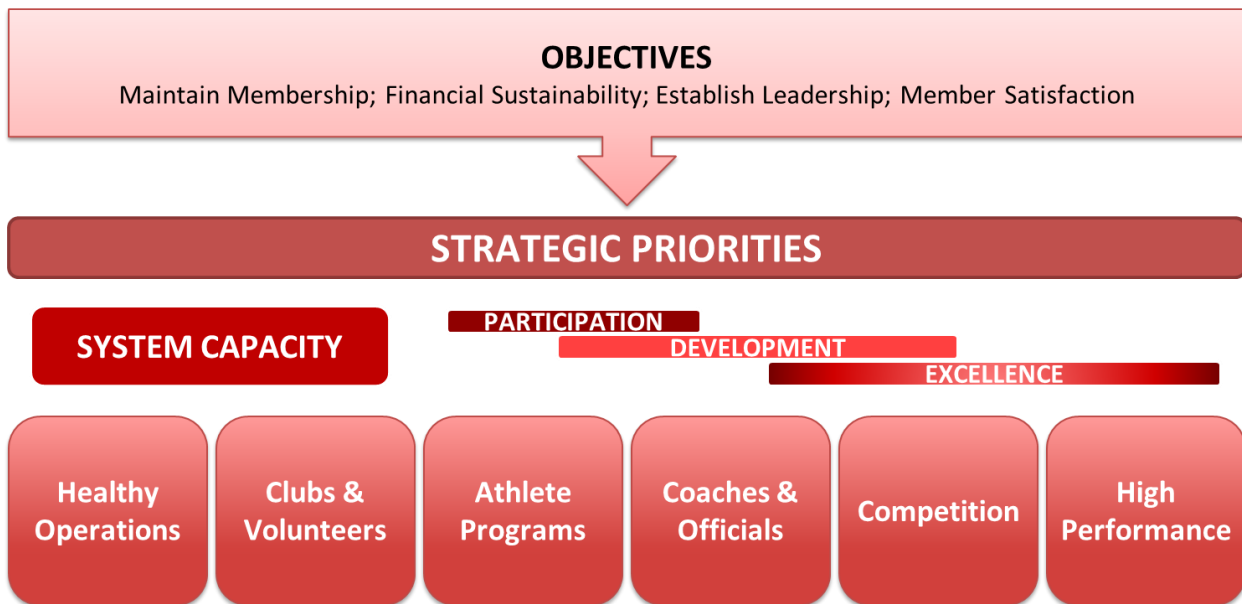 OBJECTIVES
Maintain Membership; Financial Sustainability; Establish Leadership; Member Satisfaction
STRATEGIC PRIORITIES
SYSTEM CAPACITY
PARTICIPATION
DEVELOPMENT
EXCELLENCE
Healthy
Operations
Clubs &
Volunteers
Athlete
Programs
Coaches &
Officials
Competition
High
Performance